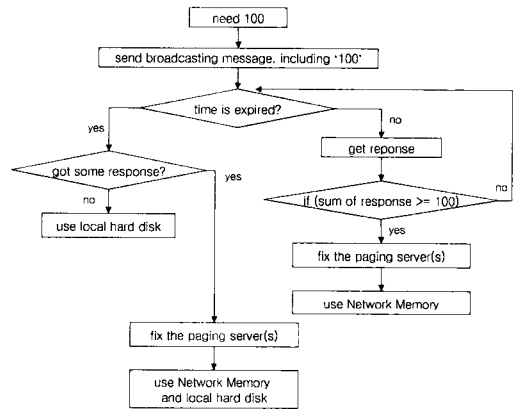 need 100
send broadcasting message. including '100'
time is expired?
yes
no
get reponse
got some response?
yes
no
if (sum of response >= 100)
no
use local hard disk
yes
fix the paging server(s)
use Network Memory
fix the paging server(s)
use Network Memory
and local hard disk